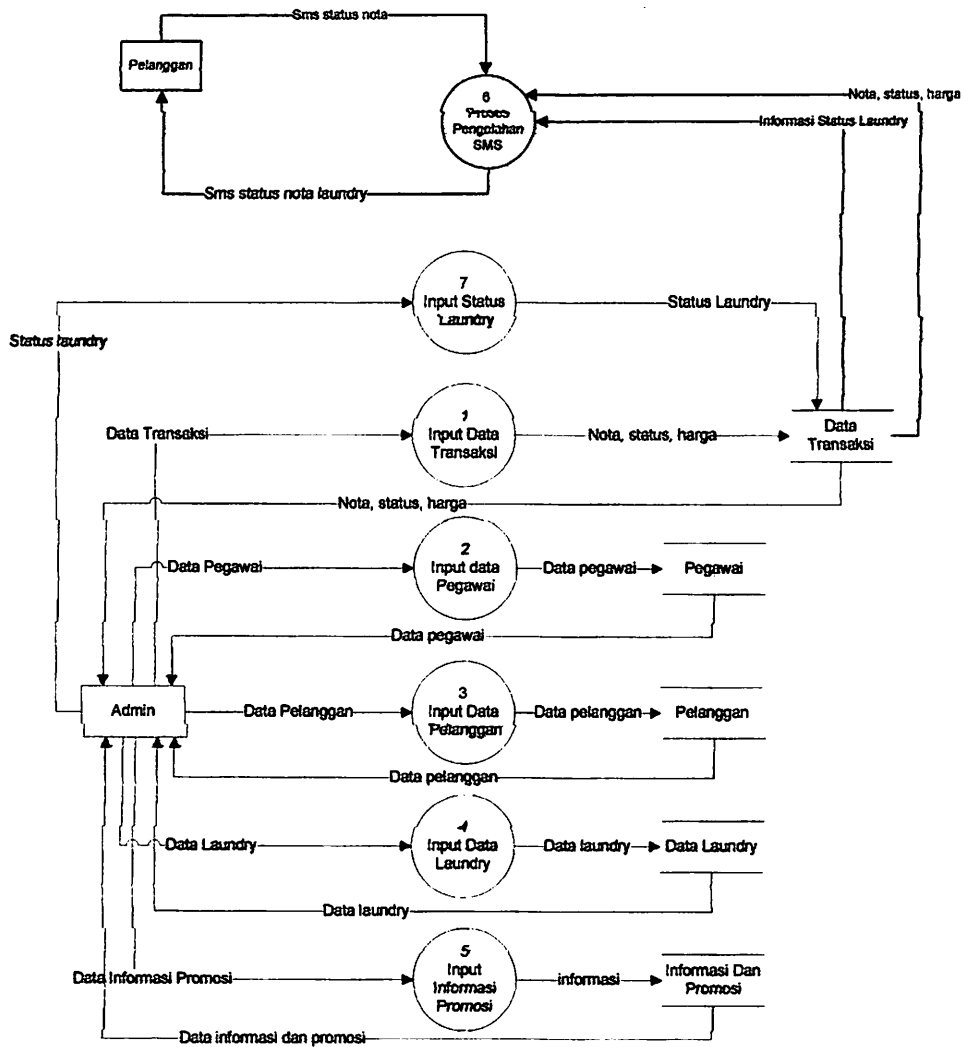 Sms status nota
Pelanggan
6
Proses
Pengolahan
SMS
Nota, status, harga
Informasi Status Laundry
Sms status nota laundry
7
Input Status
Laundry
Status Laundry
Status laundry
Data Transaksi
1
Input Data
Transaksi
Nota, status, harga
Data
Transaksi
Nota, status, harga
Data Pegawai
2
Input data
Pegawai
Data pegawai
Pegawai
Data pegawai
Admin
Data Pelanggan
3
Input Data
Pelanggan
Data pelanggan
Pelanggan
Data pelanggan
Data Laundry
4
Input Data
Laundry
Data laundry
Data Laundry
Data laundry
Data Informasi Promosi
5
Input
Informasi
Promosi
informasi
Informasi Dan
Promosi
Data informasi dan promosi